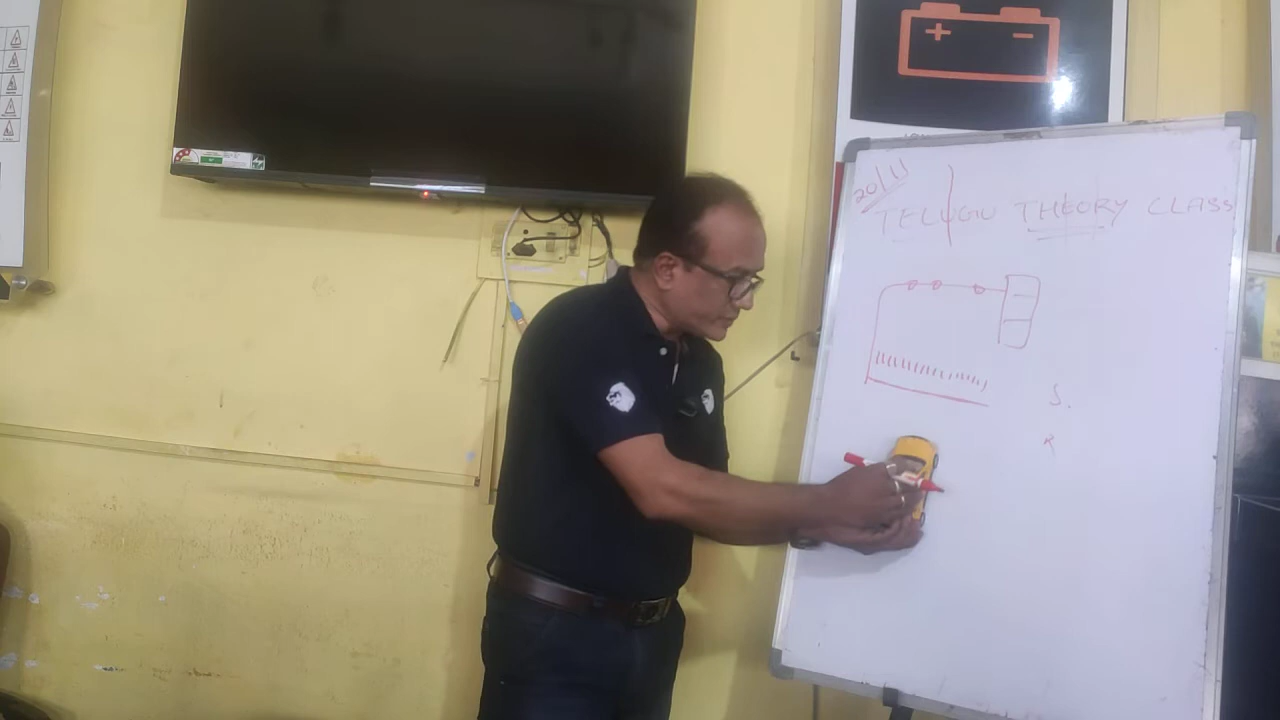 20/11
TELUGU THEORY CLASS
+ -
S.
R